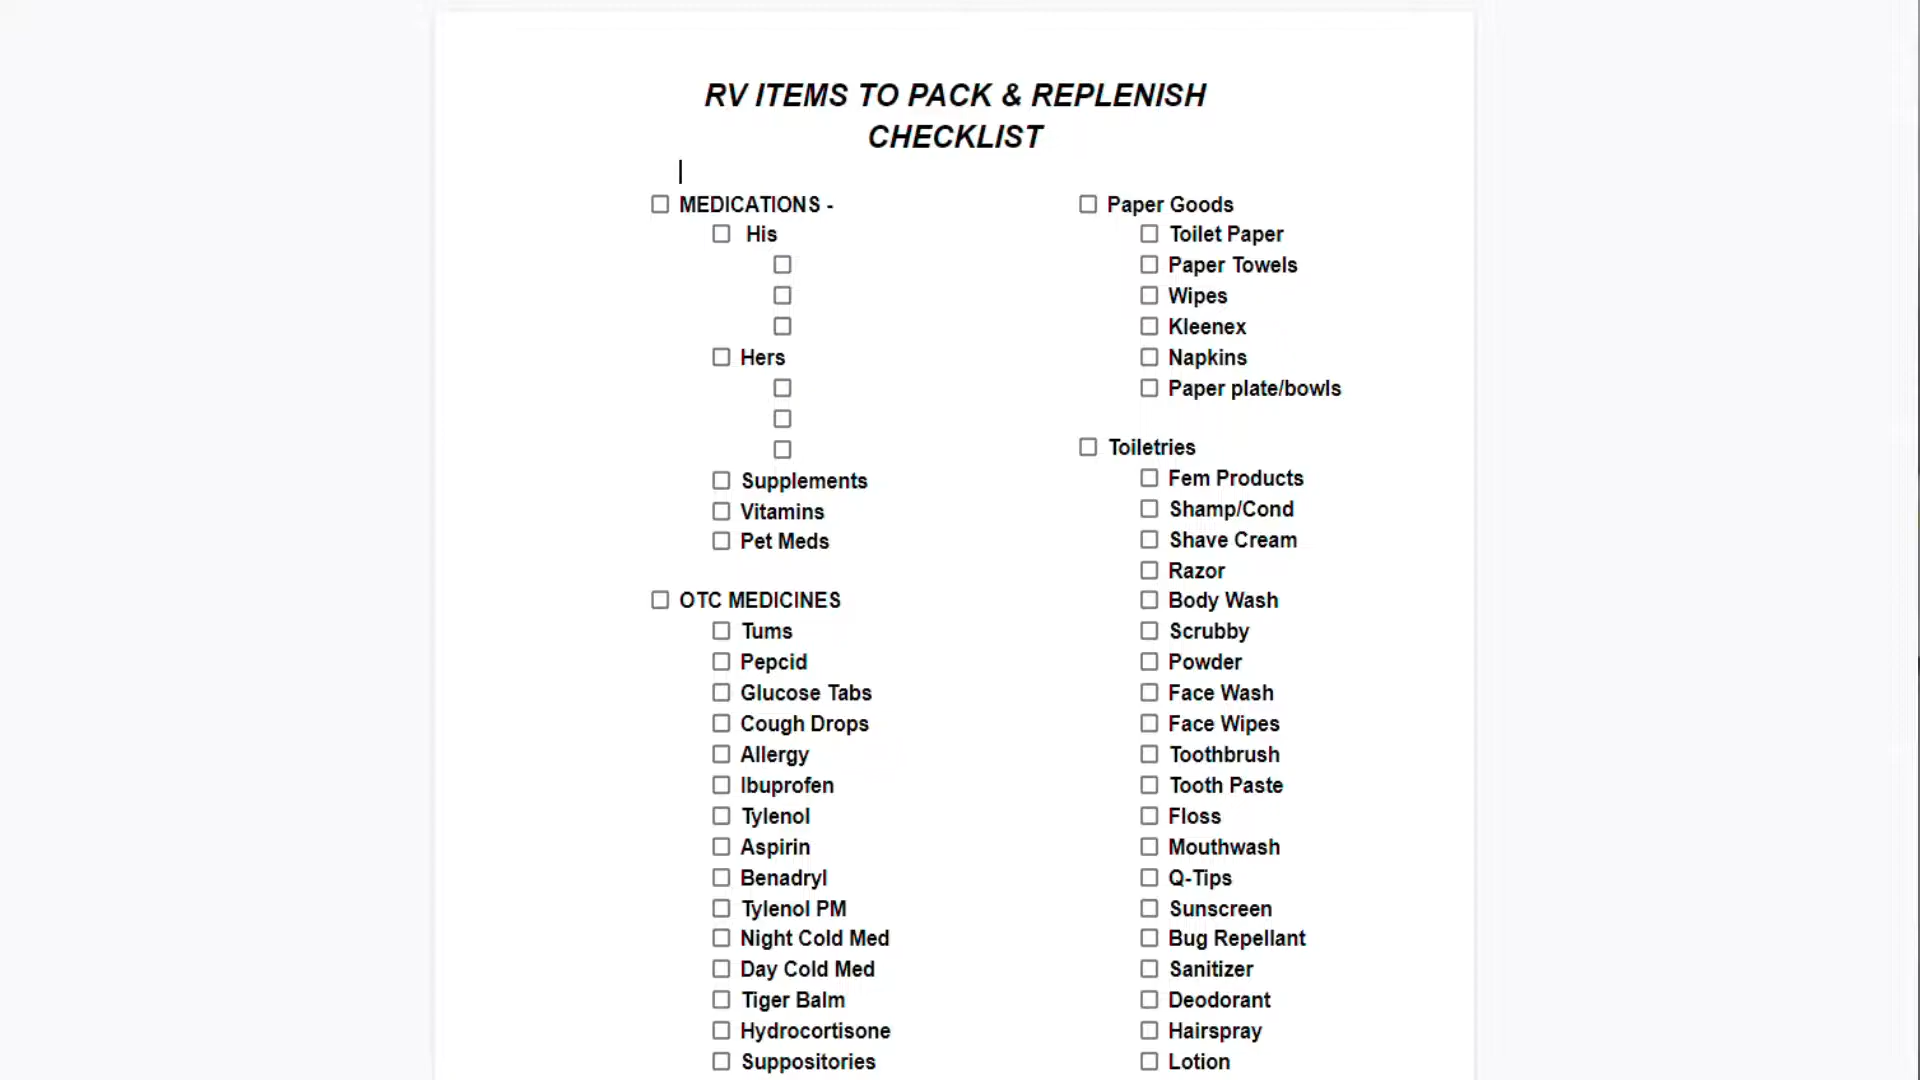 RV ITEMS TO PACK & REPLENISH
CHECKLIST
MEDICATIONS -
His
Hers
Supplements
Vitamins
Pet Meds
OTC MEDICINES
Tums
Pepcid
Glucose Tabs
Cough Drops
Allergy
Ibuprofen
Tylenol
Aspirin
Benadryl
Tylenol PM
Night Cold Med
Day Cold Med
Tiger Balm
Hydrocortisone
Suppositories
Paper Goods
Toilet Paper
Paper Towels
Wipes
Kleenex
Napkins
Paper plate/bowls
Toiletries
Fem Products
Shamp/Cond
Shave Cream
Razor
Body Wash
Scrubby
Powder
Face Wash
Face Wipes
Toothbrush
Tooth Paste
Floss
Mouthwash
Q-Tips
Sunscreen
Bug Repellant
Sanitizer
Deodorant
Hairspray
Lotion